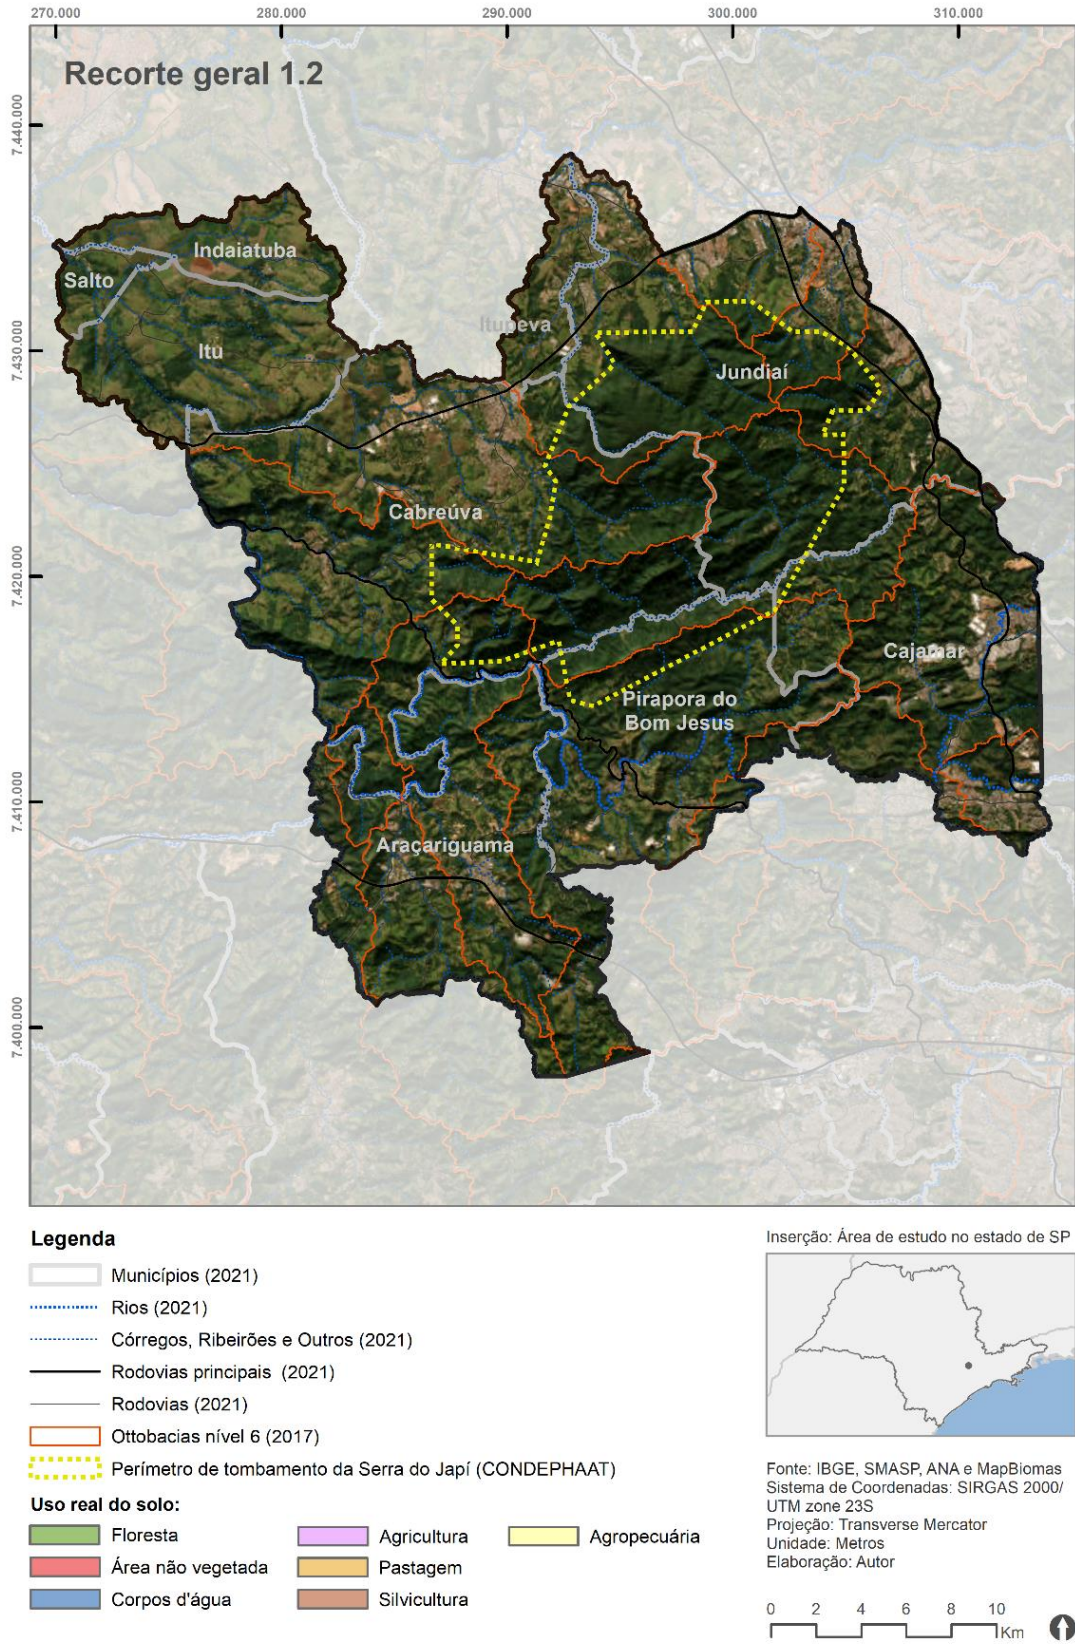 270.000
280.000
290.000
300.000
310.000
Recorte geral 1.2
7.440.000
7.430.000
7.420.000
7.410.000
7.400.000
Indaiatuba
Salto
Itupeva
Itu
Jundiaí
Cabreúva
Cajamar
Pirapora do
Bom Jesus
Araçariguama
Legenda
Municípios (2021)
Rios (2021)
Córregos, Ribeirões e Outros (2021)
Rodovias principais (2021)
Rodovias (2021)
Ottobacias nível 6 (2017)
Perímetro de tombamento da Serra do Japí (CONDEPHAAT)
Uso real do solo:
Floresta
Agricultura
Agropecuária
Área não vegetada
Pastagem
Corpos d'água
Silvicultura
Inserção: Área de estudo no estado de SP
Fonte: IBGE, SMASP, ANA e MapBiomas
Sistema de Coordenadas: SIRGAS 2000/
UTM zone 23S
Projeção: Transverse Mercator
Unidade: Metros
Elaboração: Autor
0 2 4 6 8 10
Km